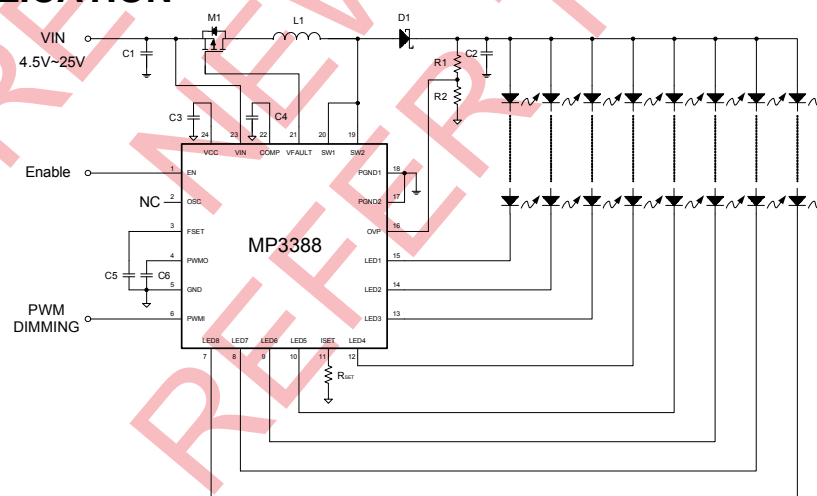 M1
L1
D1
VIN
4.5V~25V
C1
R1
C2
R2
C3
C4
24
23
22
21
20
19
VCC
VIN
COMP
VFAULT
SW1
SW2
Enable
1
EN
PGND1
18
NC
2
OSC
PGND2
17
3
FSET
OVP
16
MP3388
C5
C6
4
PWMO
LED1
15
5
GND
LED2
14
PWM
DIMMING
6
PWMI
LED3
13
LED8
LED7
LED6
LED5
ISET
LED4
7
8
9
10
11
12
RSET